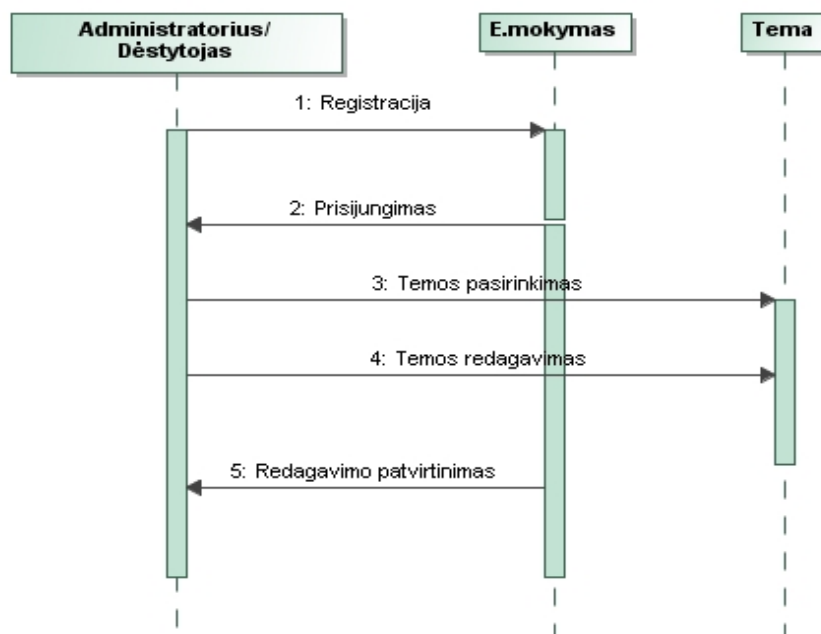 Administratorius/
Dėstytojas
E.mokymas
Tema
1: Registracija
2: Prisijungimas
3: Temos pasirinkimas
4: Temos redagavimas
5: Redagavimo patvirtinimas